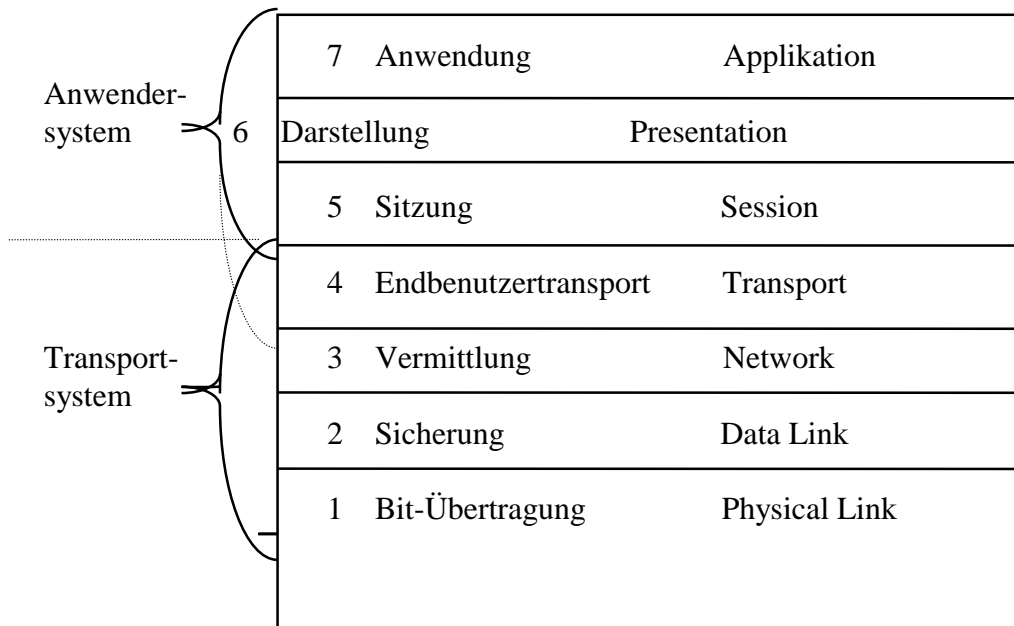 7 Anwendung Applikation
Anwender-
system
6 Darstellung Presentation
5 Sitzung Session
4 Endbenutzertransport Transport
Transport-
system
3 Vermittlung Network
2 Sicherung Data Link
1 Bit-Übertragung Physical Link